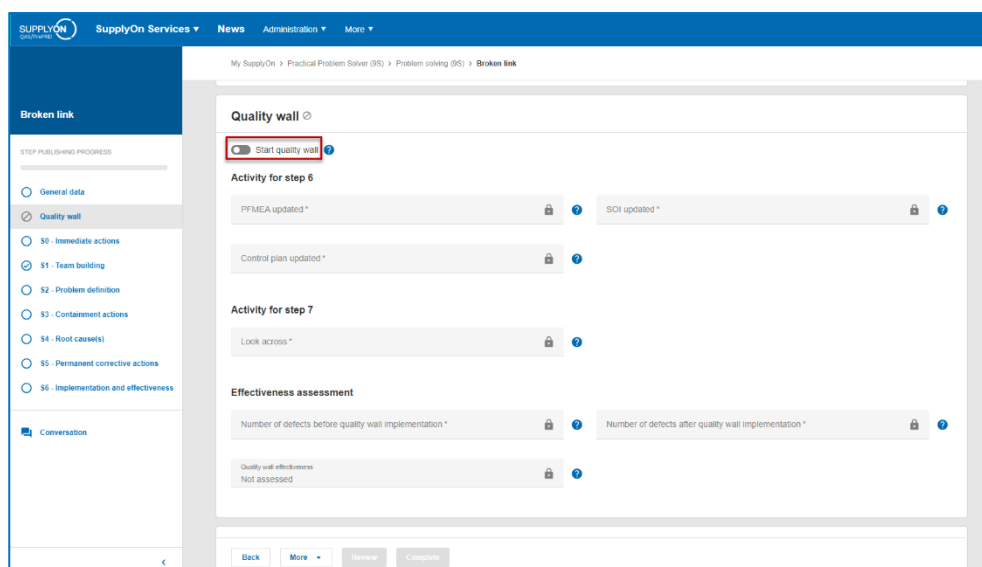 SUPPLYON SupplyOn Services News Administration More
My SupplyOn > Practical Problem Solver (9S) > Problem solving (9S) > Broken link
Broken link
STEP PUBLISHING PROGRESS
General data
Quality wall
S0 - Immediate actions
S1 - Team building
S2 - Problem definition
S3 - Containment actions
S4 - Root cause(s)
S5 - Permanent corrective actions
S6 - Implementation and effectiveness
Conversation
Quality wall
Start quality wall ?
Activity for step 6
PFMEA updated * ? SOI updated * ?
Control plan updated * ?
Activity for step 7
Look across * ?
Effectiveness assessment
Number of defects before quality wall implementation * ? Number of defects after quality wall implementation * ?
Quality wall effectiveness
Not assessed ?
Back More Review Complete